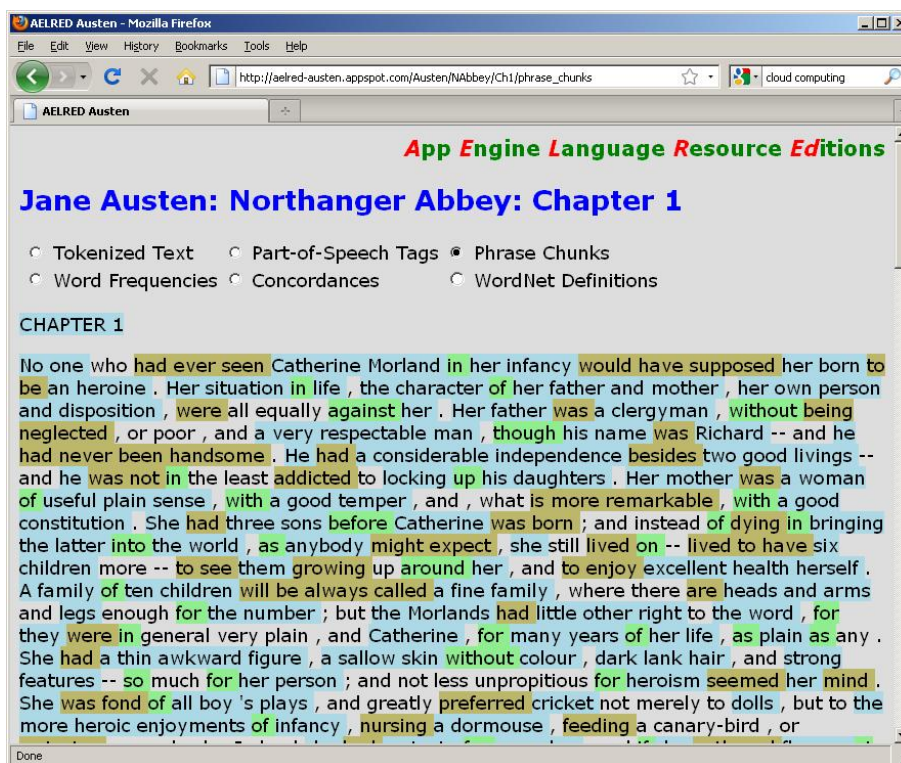 AELRED Austen - Mozilla Firefox
File Edit View History Bookmarks Tools Help
http://aelred-austen.appspot.com/Austen/NAbbey/Ch1/phrase_chunks
cloud computing
AELRED Austen
App Engine Language Resource Editions
Jane Austen: Northanger Abbey: Chapter 1
Tokenized Text Part-of-Speech Tags Phrase Chunks
Word Frequencies Concordances WordNet Definitions
CHAPTER 1
No one who had ever seen Catherine Morland in her infancy would have supposed her born to
be an heroine . Her situation in life , the character of her father and mother , her own person
and disposition , were all equally against her . Her father was a clergyman , without being
neglected , or poor , and a very respectable man , though his name was Richard -- and he
had never been handsome . He had a considerable independence besides two good livings --
and he was not in the least addicted to locking up his daughters . Her mother was a woman
of useful plain sense , with a good temper , and , what is more remarkable , with a good
constitution . She had three sons before Catherine was born ; and instead of dying in bringing
the latter into the world , as anybody might expect , she still lived on -- lived to have six
children more -- to see them growing up around her , and to enjoy excellent health herself .
A family of ten children will be always called a fine family , where there are heads and arms
and legs enough for the number ; but the Morlands had little other right to the word , for
they were in general very plain , and Catherine , for many years of her life , as plain as any .
She had a thin awkward figure , a sallow skin without colour , dark lank hair , and strong
features -- so much for her person ; and not less unpropitious for heroism seemed her mind .
She was fond of all boy 's plays , and greatly preferred cricket not merely to dolls , but to the
more heroic enjoyments of infancy , nursing a dormouse , feeding a canary-bird , or
Done